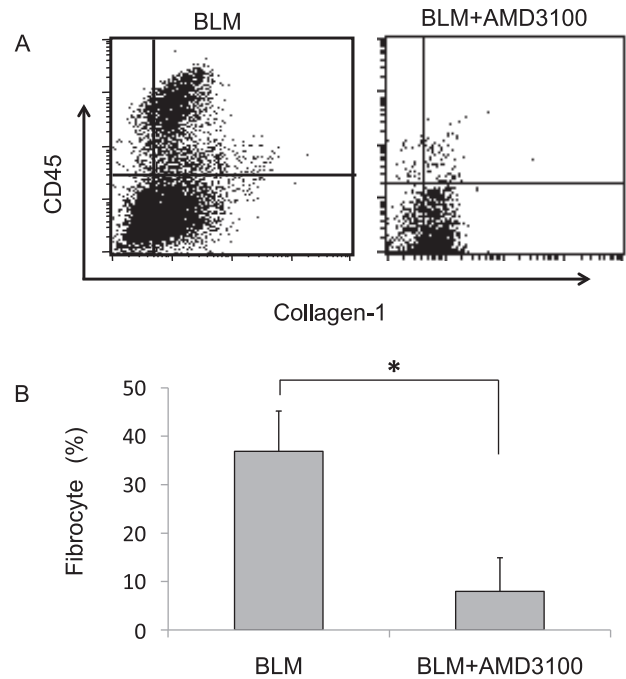 A
BLM
BLM+AMD3100
CD45
Collagen-1
B
*
Fibrocyte (%)
50
40
30
20
10
0
BLM
BLM+AMD3100